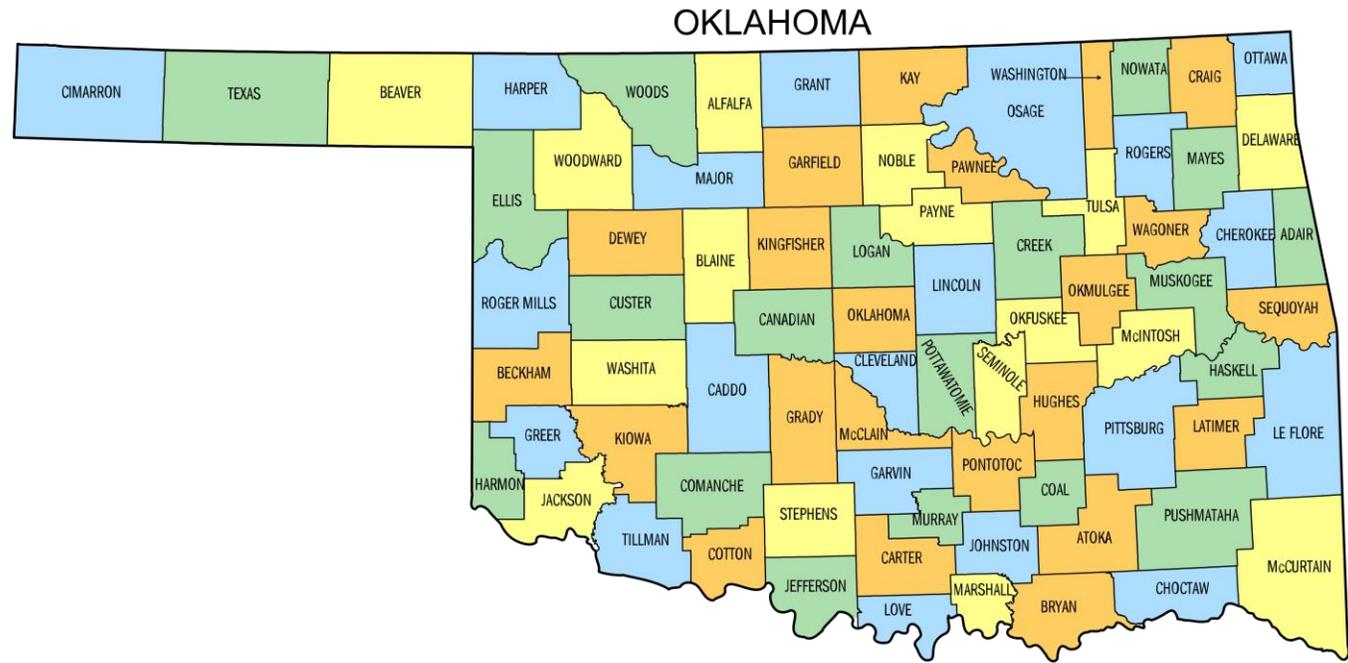 OKLAHOMA
CIMARRON
TEXAS
BEAVER
HARPER
WOODS
ALFALFA
GRANT
KAY
WASHINGTON
OSAGE
NOWATA
CRAIG
OTTAWA
WOODWARD
MAJOR
GARFIELD
NOBLE
PAWNEE
ROGERS
MAYES
DELAWARE
ELLIS
DEWEY
BLAINE
KINGFISHER
LOGAN
PAYNE
CREEK
TULSA
WAGONER
CHEROKEE
ADAIR
ROGER MILLS
CUSTER
CANADIAN
OKLAHOMA
LINCOLN
OKFUSKEE
OKMULGEE
MUSKOGEE
McINTOSH
SEQUOYAH
BECKHAM
WASHITA
CADDO
GRADY
CLEVELAND
McCLAIN
POTTAWATOMIE
SEMINOLE
HUGHES
PITTSBURG
HASKELL
LATIMER
LE FLORE
GREER
KIOWA
HARMON
JACKSON
COMANCHE
STEPHENS
GARVIN
PONTOTOC
COAL
MURRAY
TILLMAN
COTTON
JEFFERSON
CARTER
JOHNSTON
ATOKA
PUSHMATAHA
McCURTAIN
LOVE
MARSHALL
BRYAN
CHOCTAW